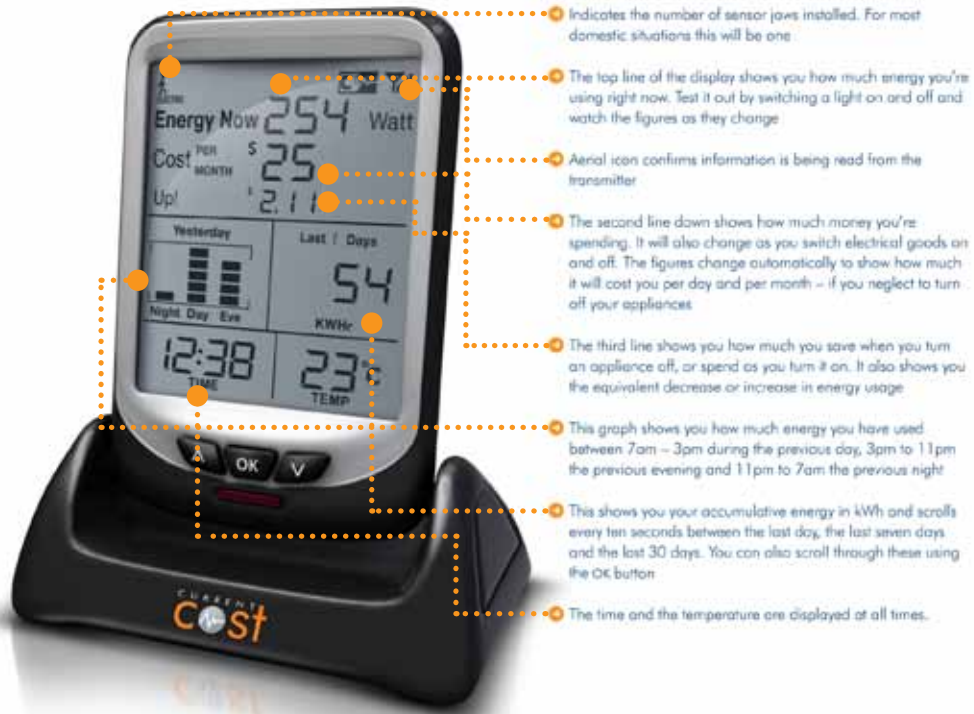 Energy Now 254 Watt
Cost PER MONTH $ 25
Up! 2.11
Yesterday
Night Day Eve
Last 1 Days
54
KWHr
12:38
TIME
23°C
TEMP
OK
CURRENT
cost
Indicates the number of sensor jaws installed. For most
domestic situations this will be one
The top line of the display shows you how much energy you're
using right now. Test it out by switching a light on and off and
watch the figures as they change
Aerial icon confirms information is being read from the
transmitter
The second line down shows how much money you're
spending. It will also change as you switch electrical goods on
and off. The figures change automatically to show how much
it will cost you per day and per month – if you neglect to turn
off your appliances
The third line shows you how much you save when you turn
an appliance off, or spend as you turn it on. It also shows you
the equivalent decrease or increase in energy usage
This graph shows you how much energy you have used
between 7am – 3pm during the previous day, 3pm to 11pm
the previous evening and 11pm to 7am the previous night
This shows you your accumulative energy in kWh and scrolls
every ten seconds between the last day, the last seven days
and the last 30 days. You can also scroll through these using
the OK button
The time and the temperature are displayed at all times.